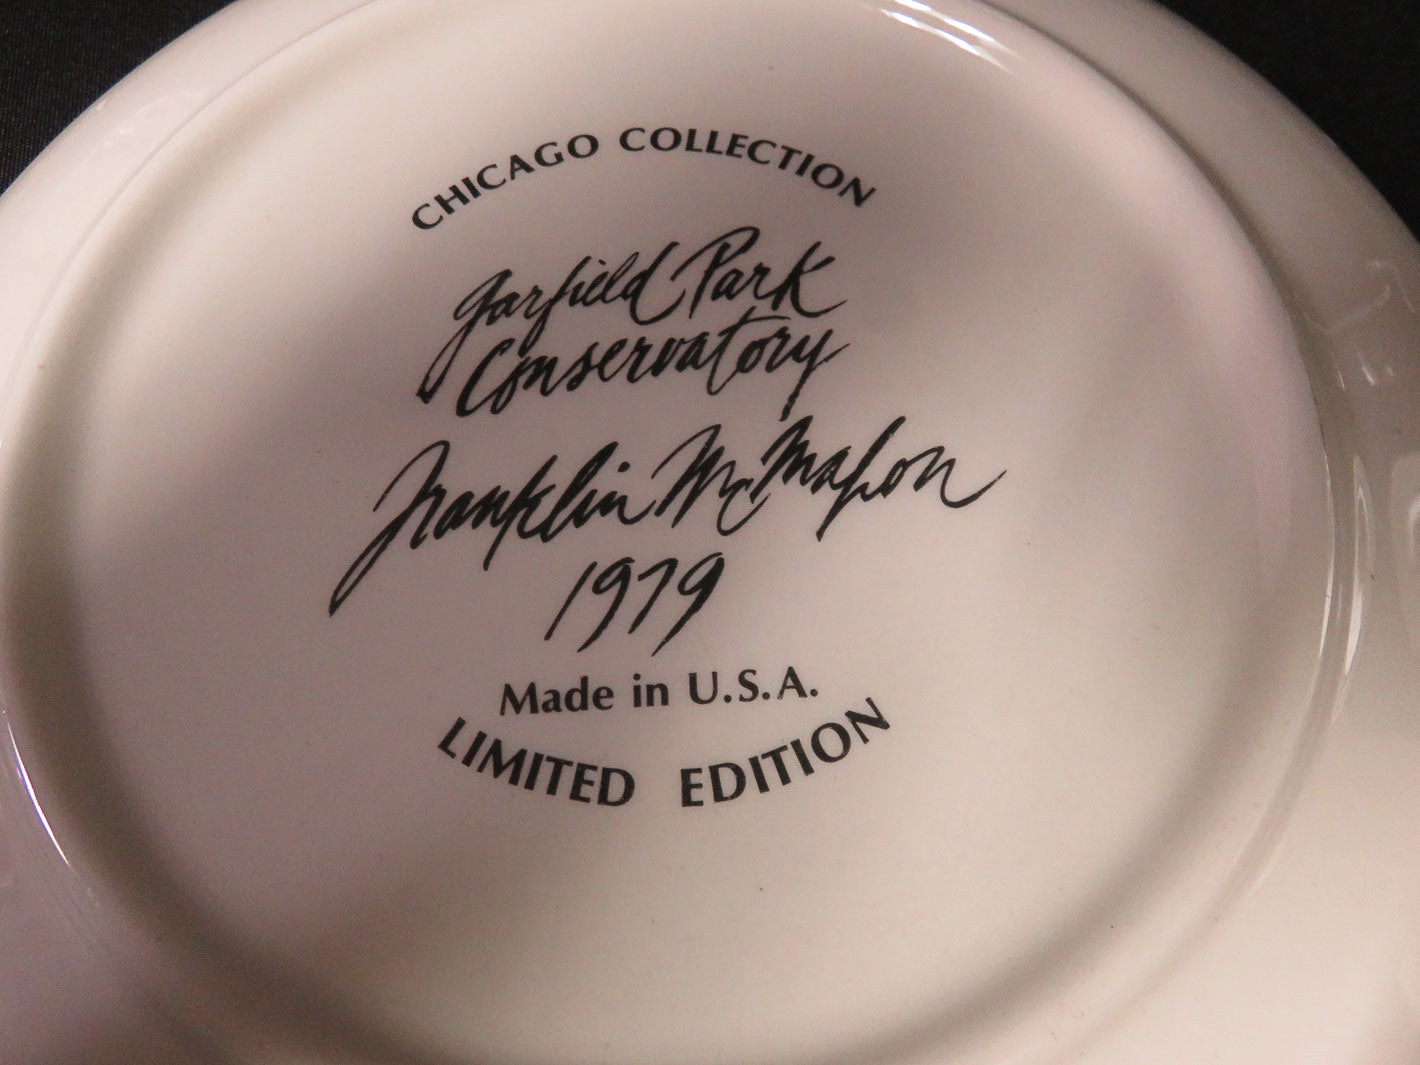 CHICAGO COLLECTION
Garfield Park
Conservatory
Franklin McMahon
1979
Made in U.S.A.
LIMITED EDITION